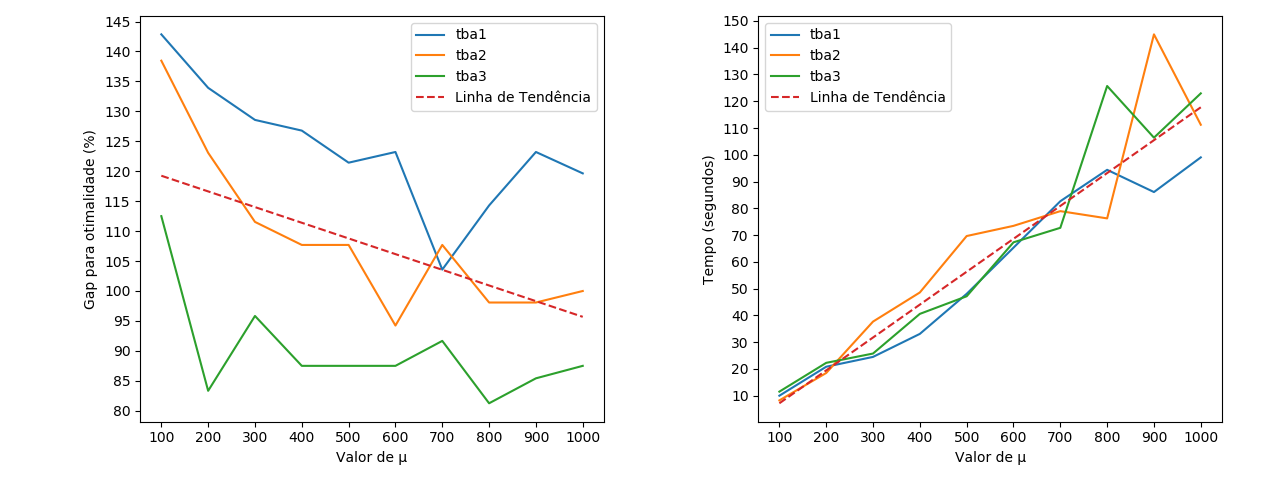 145
140
135
130
125
120
115
110
105
100
95
90
85
80
Gap para otimalidade (%)
tba1
tba2
tba3
Linha de Tendência
100 200 300 400 500 600 700 800 900 1000
Valor de μ
150
140
130
120
110
100
90
80
70
60
50
40
30
20
10
Tempo (segundos)
tba1
tba2
tba3
Linha de Tendência
100 200 300 400 500 600 700 800 900 1000
Valor de μ